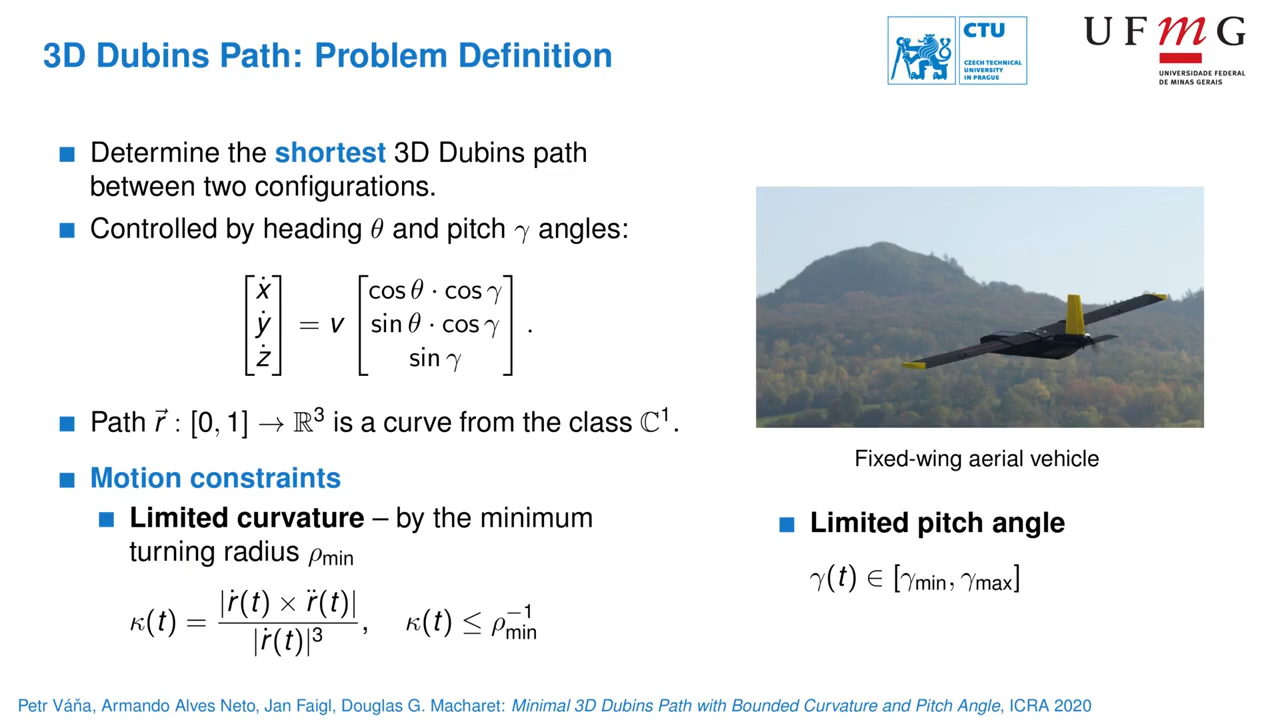 3D Dubins Path: Problem Definition
CTU
CZECH TECHNICAL
UNIVERSITY
IN PRAGUE
UFmG
UNIVERSIDADE FEDERAL
DE MINAS GERAIS
Determine the shortest 3D Dubins path
between two configurations.
Controlled by heading θ and pitch γ angles:
[ẋ ẏ ż] = v [cos θ · cos γ, sin θ · cos γ, sin γ].
Path r⃗ : [0, 1] → ℝ³ is a curve from the class ℂ¹.
Motion constraints
Limited curvature – by the minimum
turning radius ρmin
κ(t) = |ṙ(t) × r̈(t)| / |ṙ(t)|³, κ(t) ≤ ρmin⁻¹
Fixed-wing aerial vehicle
Limited pitch angle
γ(t) ∈ [γmin, γmax]
Petr Váňa, Armando Alves Neto, Jan Faigl, Douglas G. Macharet: Minimal 3D Dubins Path with Bounded Curvature and Pitch Angle, ICRA 2020